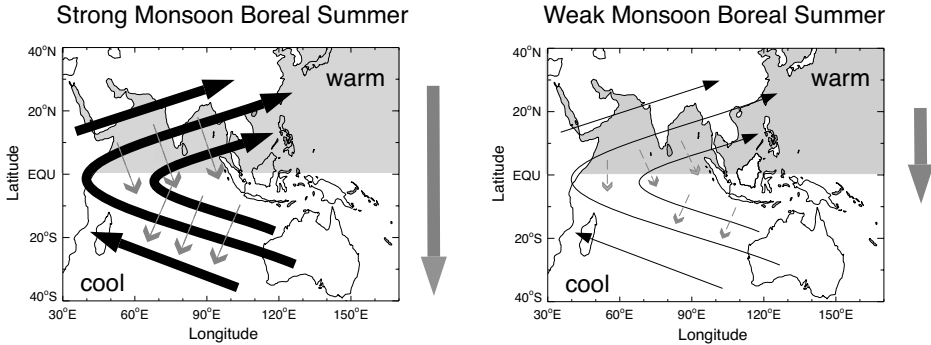 Strong Monsoon Boreal Summer
40°N
20°N
EQU
20°S
40°S
Latitude
warm
cool
30°E
60°E
90°E
120°E
150°E
Longitude
Weak Monsoon Boreal Summer
40°N
20°N
EQU
20°S
40°S
Latitude
warm
cool
30°E
60°E
90°E
120°E
150°E
Longitude